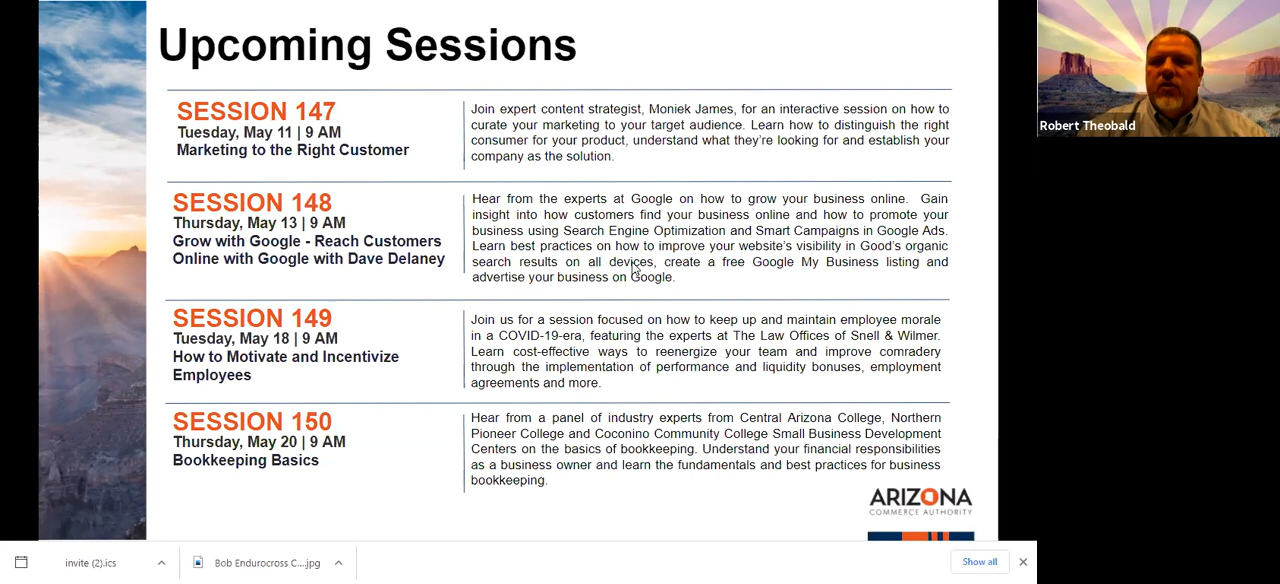 Upcoming Sessions
SESSION 147
Tuesday, May 11 | 9 AM
Marketing to the Right Customer
Join expert content strategist, Moniek James, for an interactive session on how to
curate your marketing to your target audience. Learn how to distinguish the right
consumer for your product, understand what they're looking for and establish your
company as the solution.
SESSION 148
Thursday, May 13 | 9 AM
Grow with Google - Reach Customers
Online with Google with Dave Delaney
Hear from the experts at Google on how to grow your business online. Gain
insight into how customers find your business online and how to promote your
business using Search Engine Optimization and Smart Campaigns in Google Ads.
Learn best practices on how to improve your website's visibility in Good's organic
search results on all devices, create a free Google My Business listing and
advertise your business on Google.
SESSION 149
Tuesday, May 18 | 9 AM
How to Motivate and Incentivize
Employees
Join us for a session focused on how to keep up and maintain employee morale
in a COVID-19-era, featuring the experts at The Law Offices of Snell & Wilmer.
Learn cost-effective ways to reenergize your team and improve comradery
through the implementation of performance and liquidity bonuses, employment
agreements and more.
SESSION 150
Thursday, May 20 | 9 AM
Bookkeeping Basics
Hear from a panel of industry experts from Central Arizona College, Northern
Pioneer College and Coconino Community College Small Business Development
Centers on the basics of bookkeeping. Understand your financial responsibilities
as a business owner and learn the fundamentals and best practices for business
bookkeeping.
ARIZONA
COMMERCE AUTHORITY
Robert Theobald
invite (2).ics
Bob Endurocross C....jpg
Show all